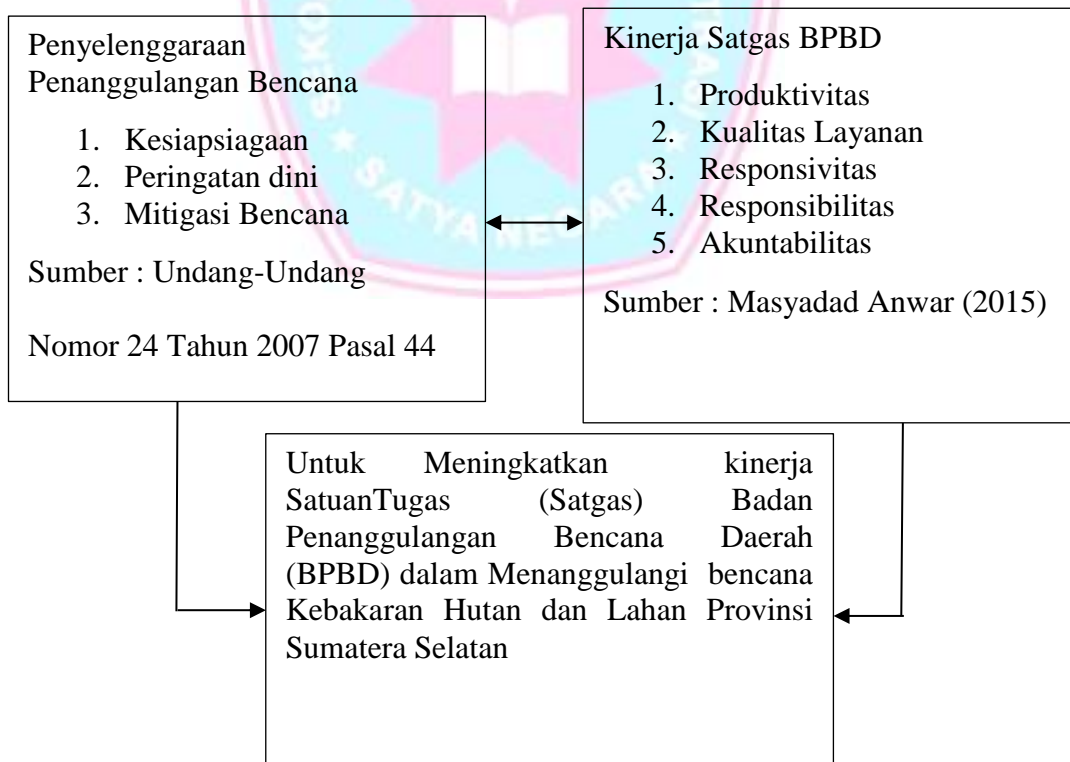 Penyelenggaraan
Penanggulangan Bencana
1. Kesiapsiagaan
2. Peringatan dini
3. Mitigasi Bencana
Sumber : Undang-Undang
Nomor 24 Tahun 2007 Pasal 44
Kinerja Satgas BPBD
1. Produktivitas
2. Kualitas Layanan
3. Responsivitas
4. Responsibilitas
5. Akuntabilitas
Sumber : Masyadad Anwar (2015)
Untuk Meningkatkan kinerja
SatuanTugas (Satgas) Badan
Penanggulangan Bencana Daerah
(BPBD) dalam Menanggulangi bencana
Kebakaran Hutan dan Lahan Provinsi
Sumatera Selatan
SATYA NEGARA